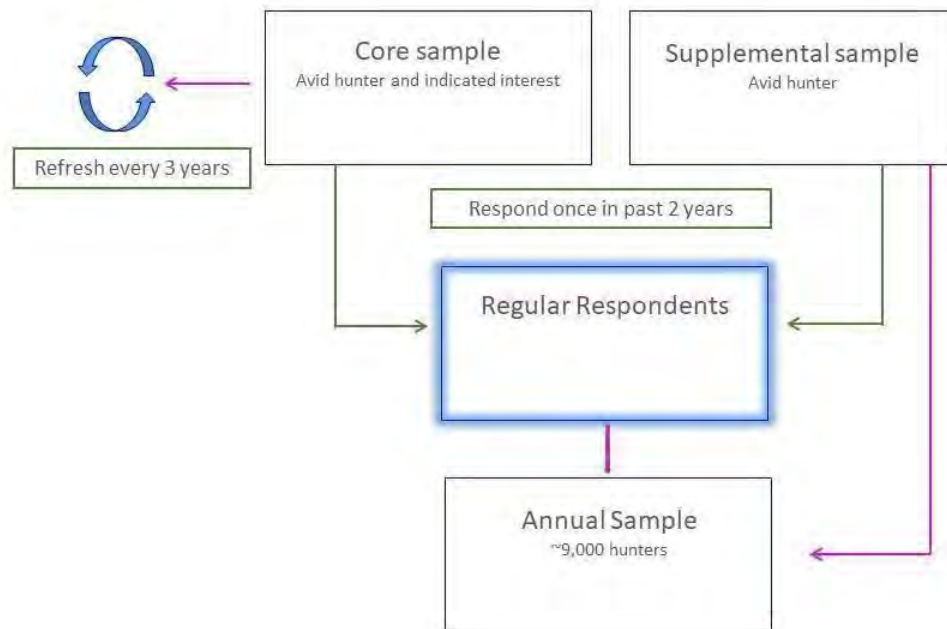 Core sample
Avid hunter and indicated interest
Supplemental sample
Avid hunter
Refresh every 3 years
Respond once in past 2 years
Regular Respondents
Annual Sample
~9,000 hunters